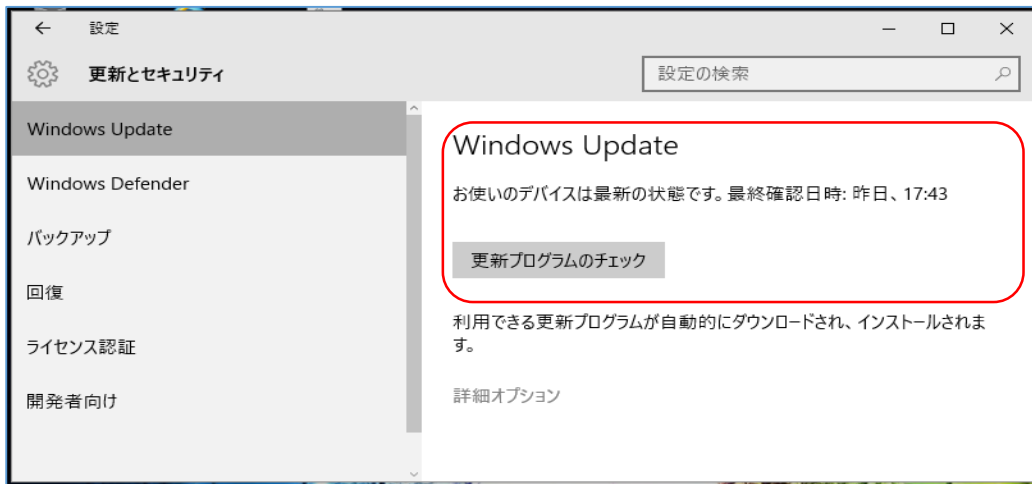 設定
更新とセキュリティ
設定の検索
Windows Update
Windows Defender
バックアップ
回復
ライセンス認証
開発者向け
Windows Update
お使いのデバイスは最新の状態です。最終確認日時: 昨日、17:43
更新プログラムのチェック
利用できる更新プログラムが自動的にダウンロードされ、インストールされま
す。
詳細オプション